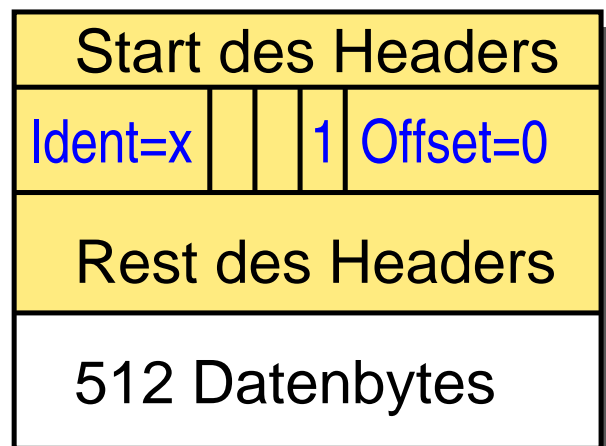 Start des Headers
Ident=x 1 Offset=0
Rest des Headers
512 Datenbytes